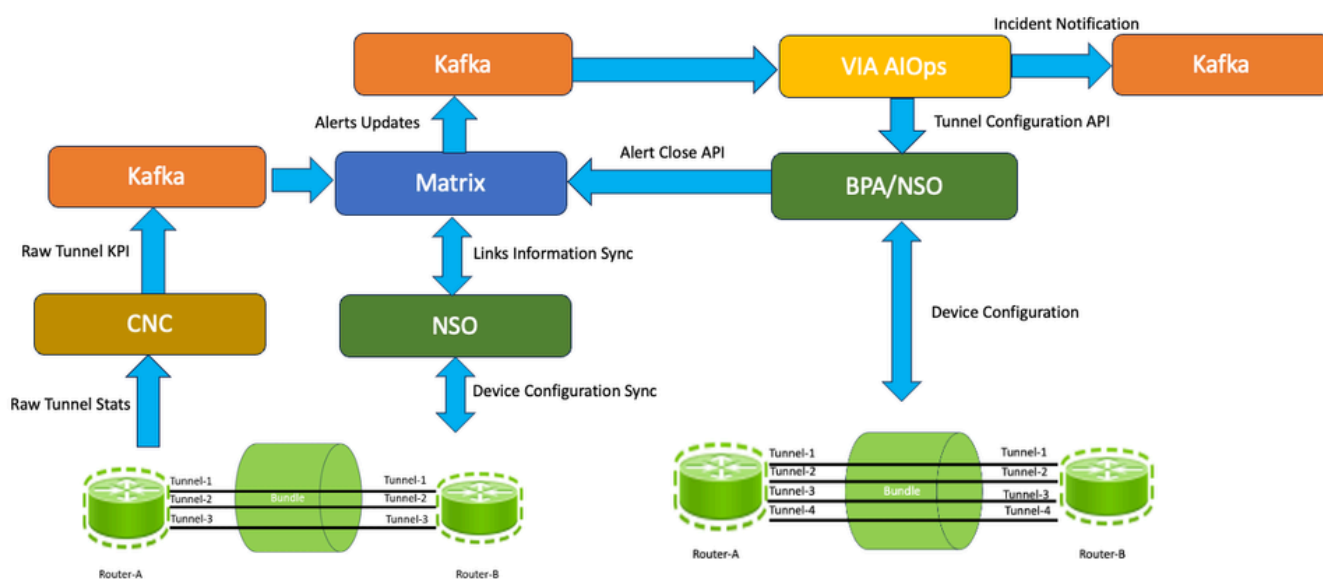 Incident Notification
Kafka
VIA AIOps
Kafka
Alerts Updates
Tunnel Configuration API
Alert Close API
Kafka
Matrix
BPA/NSO
Raw Tunnel KPI
Links Information Sync
CNC
NSO
Device Configuration
Raw Tunnel Stats
Device Configuration Sync
Tunnel-1
Tunnel-1
Tunnel-2
Bundle
Tunnel-2
Tunnel-3
Tunnel-3
Router-A
Router-B
Tunnel-1
Tunnel-1
Tunnel-2
Tunnel-2
Tunnel-3
Bundle
Tunnel-3
Tunnel-4
Tunnel-4
Router-A
Router-B